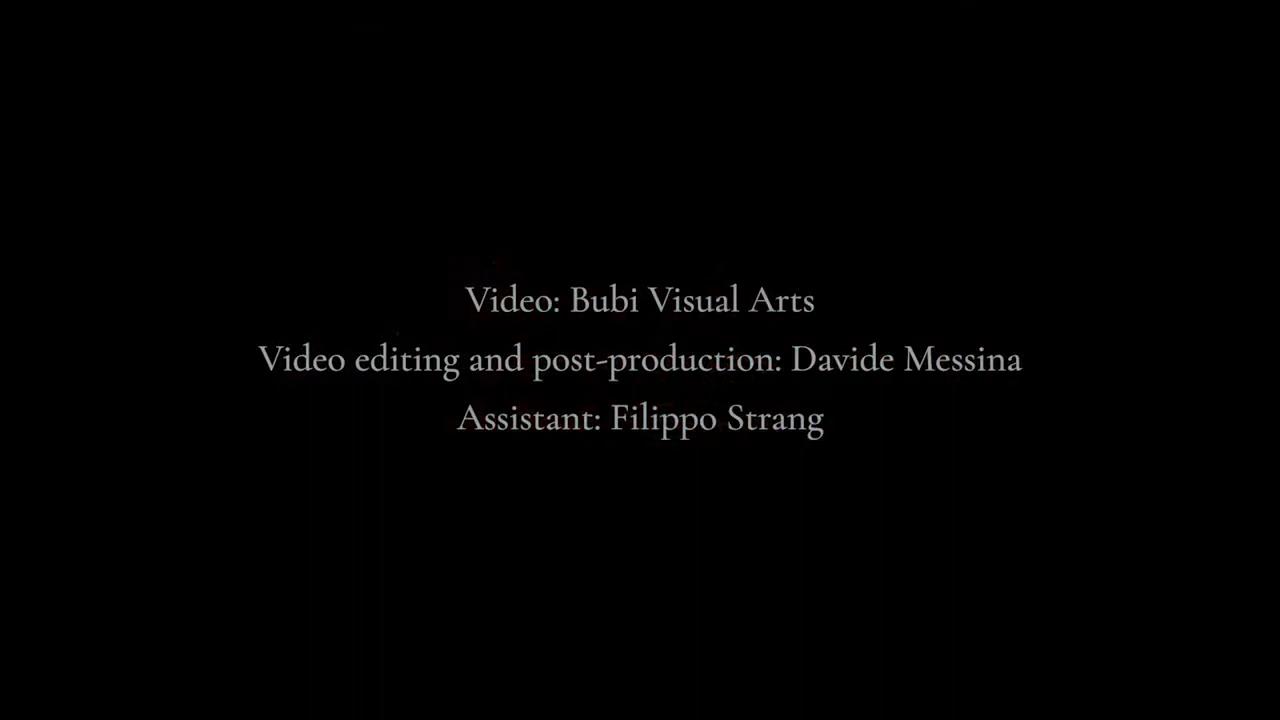 Video: Bubi Visual Arts
Video editing and post-production: Davide Messina
Assistant: Filippo Strang